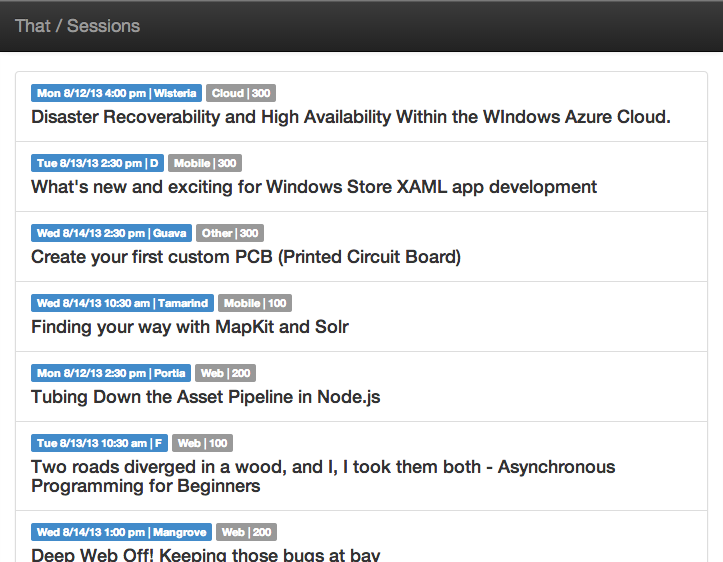 That / Sessions
Mon 8/12/13 4:00 pm | Wisteria Cloud | 300
Disaster Recoverability and High Availability Within the WIndows Azure Cloud.
Tue 8/13/13 2:30 pm | D Mobile | 300
What's new and exciting for Windows Store XAML app development
Wed 8/14/13 2:30 pm | Guava Other | 300
Create your first custom PCB (Printed Circuit Board)
Wed 8/14/13 10:30 am | Tamarind Mobile | 100
Finding your way with MapKit and Solr
Mon 8/12/13 2:30 pm | Portia Web | 200
Tubing Down the Asset Pipeline in Node.js
Tue 8/13/13 10:30 am | F Web | 100
Two roads diverged in a wood, and I, I took them both - Asynchronous
Programming for Beginners
Wed 8/14/13 1:00 pm | Mangrove Web | 200
Deep Web Off! Keeping those bugs at bay